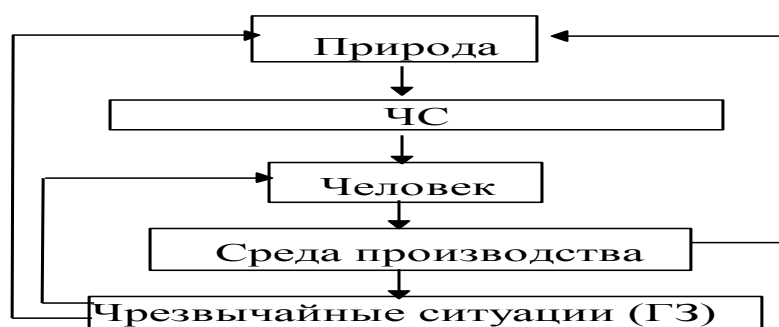 Природа
ЧС
Человек
Среда производства
Чрезвычайные ситуации (ГЗ)